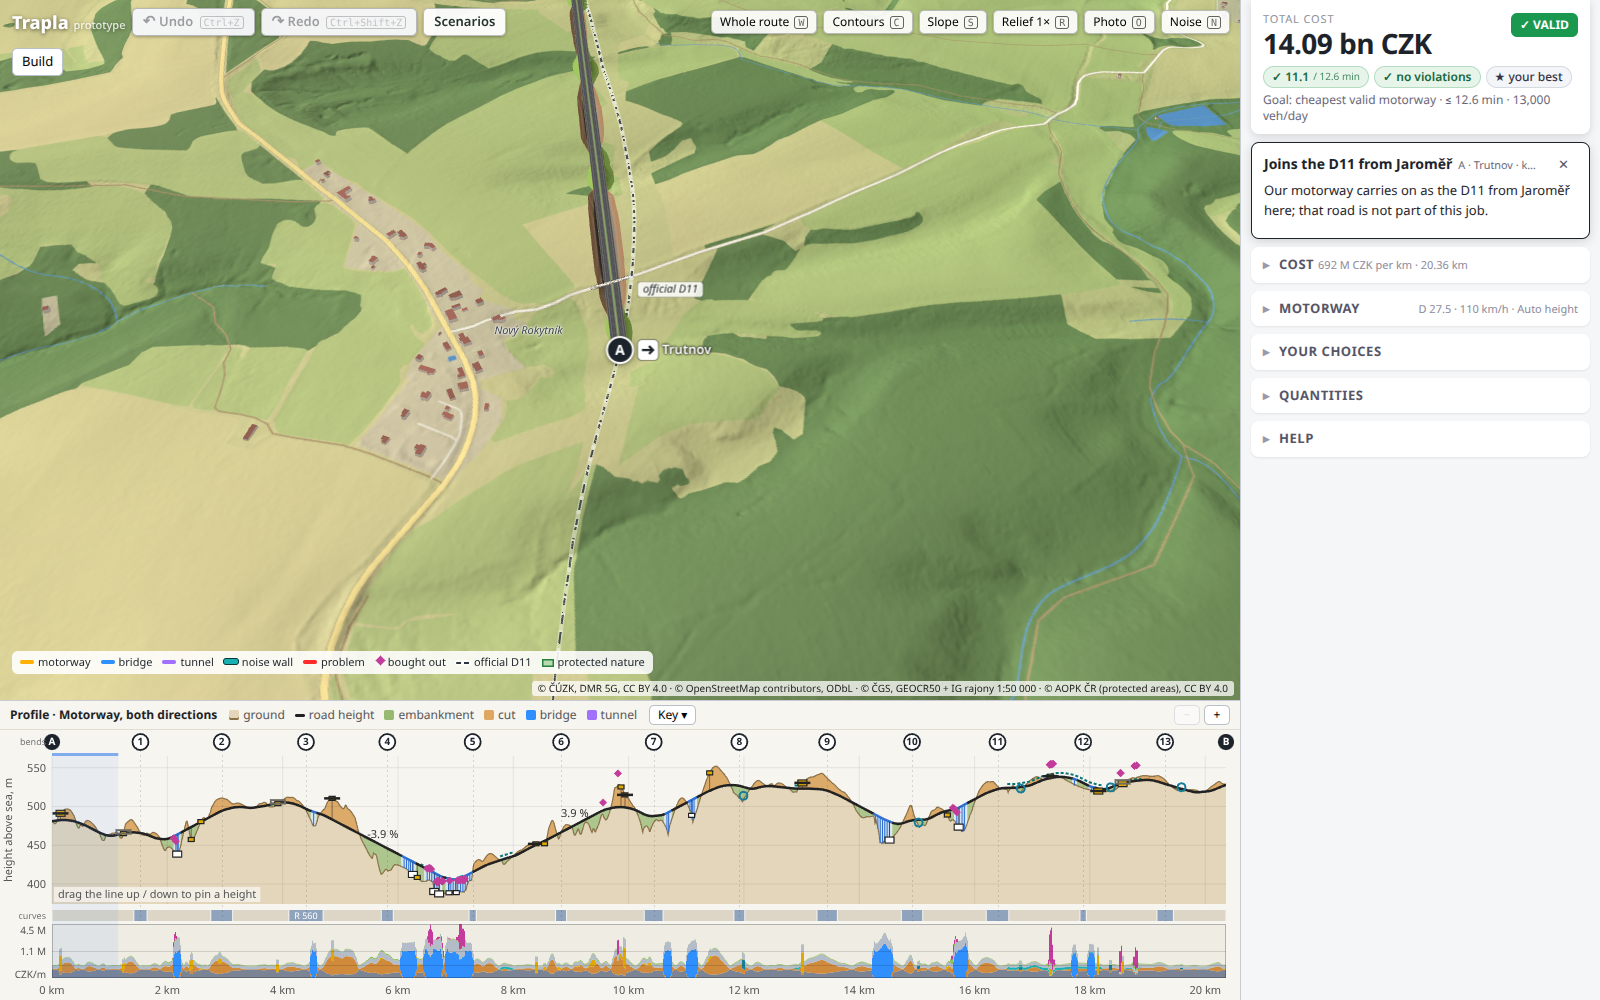 Trapla prototype
↶ Undo Ctrl+Z
↷ Redo Ctrl+Shift+Z
Scenarios
Whole route W
Contours C
Slope S
Relief 1× R
Photo O
Noise N
Build
official D11
Nový Rokytník
A ➔ Trutnov
motorway bridge tunnel noise wall problem bought out official D11 protected nature
© ČÚZK, DMR 5G, CC BY 4.0 · © OpenStreetMap contributors, ODbL · © ČGS, GEOCR50 + IG rajony 1:50 000 · © AOPK ČR (protected areas), CC BY 4.0
TOTAL COST
14.09 bn CZK
✓ VALID
✓ 11.1 / 12.6 min
✓ no violations
★ your best
Goal: cheapest valid motorway · ≤ 12.6 min · 13,000
veh/day
Joins the D11 from Jaroměř A · Trutnov · k... ✕
Our motorway carries on as the D11 from Jaroměř
here; that road is not part of this job.
▶ COST 692 M CZK per km · 20.36 km
▶ MOTORWAY D 27.5 · 110 km/h · Auto height
▶ YOUR CHOICES
▶ QUANTITIES
▶ HELP
Profile · Motorway, both directions ground road height embankment cut bridge tunnel Key ▾ − +
bends A 1 2 3 4 5 6 7 8 9 10 11 12 13 B
height above sea, m
550
500
450
400
-3.9 %
3.9 %
drag the line up / down to pin a height
curves R 560
4.5 M
1.1 M
CZK/m
0 km 2 km 4 km 6 km 8 km 10 km 12 km 14 km 16 km 18 km 20 km